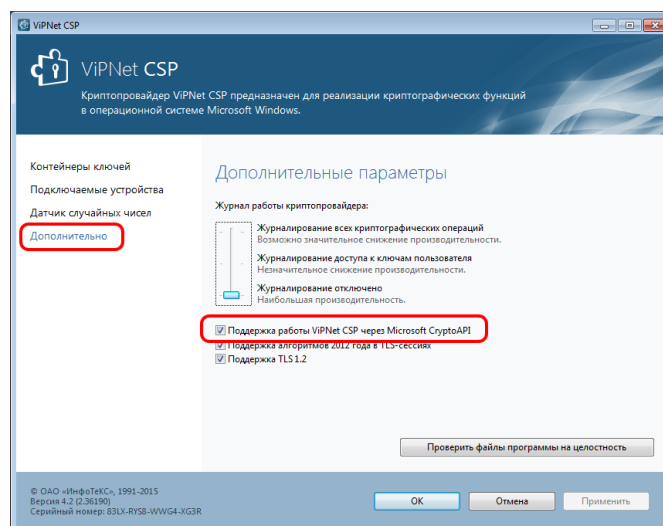 ViPNet CSP
ViPNet CSP
Криптопровайдер ViPNet CSP предназначен для реализации криптографических функций
в операционной системе Microsoft Windows.
Контейнеры ключей
Подключаемые устройства
Датчик случайных чисел
Дополнительно
Дополнительные параметры
Журнал работы криптопровайдера:
Журналирование всех криптографических операций
Возможно значительное снижение производительности.
Журналирование доступа к ключам пользователя
Незначительное снижение производительности.
Журналирование отключено
Наибольшая производительность.
Поддержка работы ViPNet CSP через Microsoft CryptoAPI
Поддержка алгоритмов 2012 года в TLS-сессиях
Поддержка TLS 1.2
Проверить файлы программы на целостность
© ОАО «ИнфоТеКС», 1991-2015
Версия 4.2 (2.36190)
Серийный номер: 83LX-RYS8-WWG4-XG3R
OK
Отмена
Применить